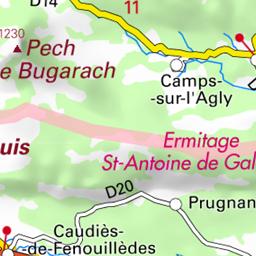 D14
11
1230
Pech
e Bugarach
Camps-
-sur-l'Agly
Ermitage
St-Antoine de Gal
uis
D20
Prugnan
Caudiès-
-de-Fenouillèdes